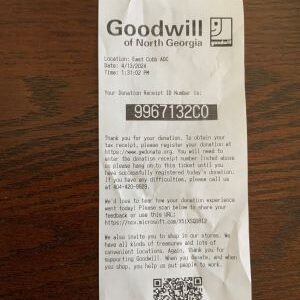 Goodwill
of North Georgia
goodwill
Location: East Cobb ADC
Date: 4/13/2024
Time: 1:31:02 PM
Your Donation Receipt ID Number is:
9967132CO
Thank you for your donation. To obtain your
tax receipt, please register your donation at
https://www.gwdonate.org. You will need to
enter the donation receipt number listed above
so please hang on to this ticket until you
have successfully registered today's donation.
If you have any difficulties, please call us
at 404-420-
We'd love to hear how your donation experience
went today! Please scan below to share your
feedback or use this URL:
We also invite you to shop in our stores. We
have all kinds of treasures and lots of
convenient locations. Again, thank you for
supporting Goodwill. When you donate, and when
you shop, you help us put people to work.